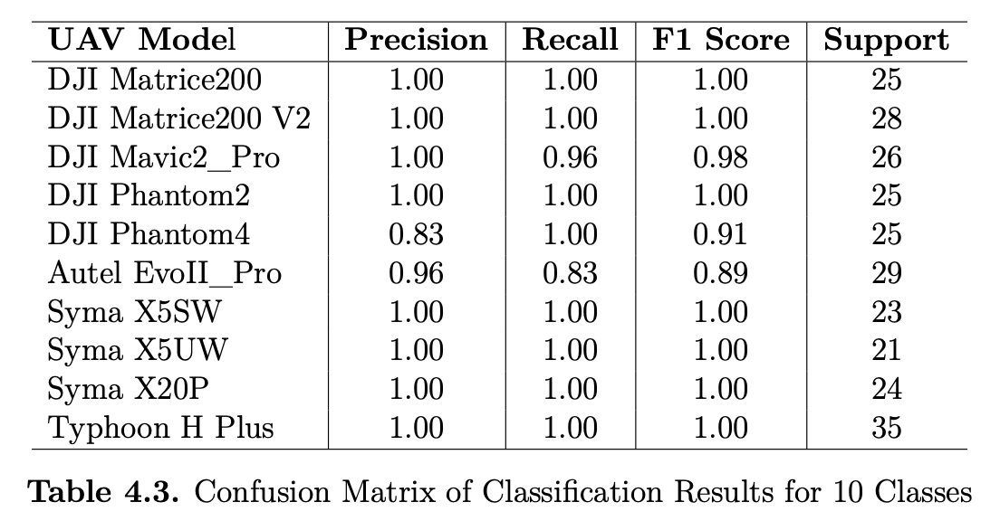 UAV Model Precision Recall F1 Score Support
DJI Matrice200 1.00 1.00 1.00 25
DJI Matrice200 V2 1.00 1.00 1.00 28
DJI Mavic2_Pro 1.00 0.96 0.98 26
DJI Phantom2 1.00 1.00 1.00 25
DJI Phantom4 0.83 1.00 0.91 25
Autel EvoII_Pro 0.96 0.83 0.89 29
Syma X5SW 1.00 1.00 1.00 23
Syma X5UW 1.00 1.00 1.00 21
Syma X20P 1.00 1.00 1.00 24
Typhoon H Plus 1.00 1.00 1.00 35
Table 4.3. Confusion Matrix of Classification Results for 10 Classes